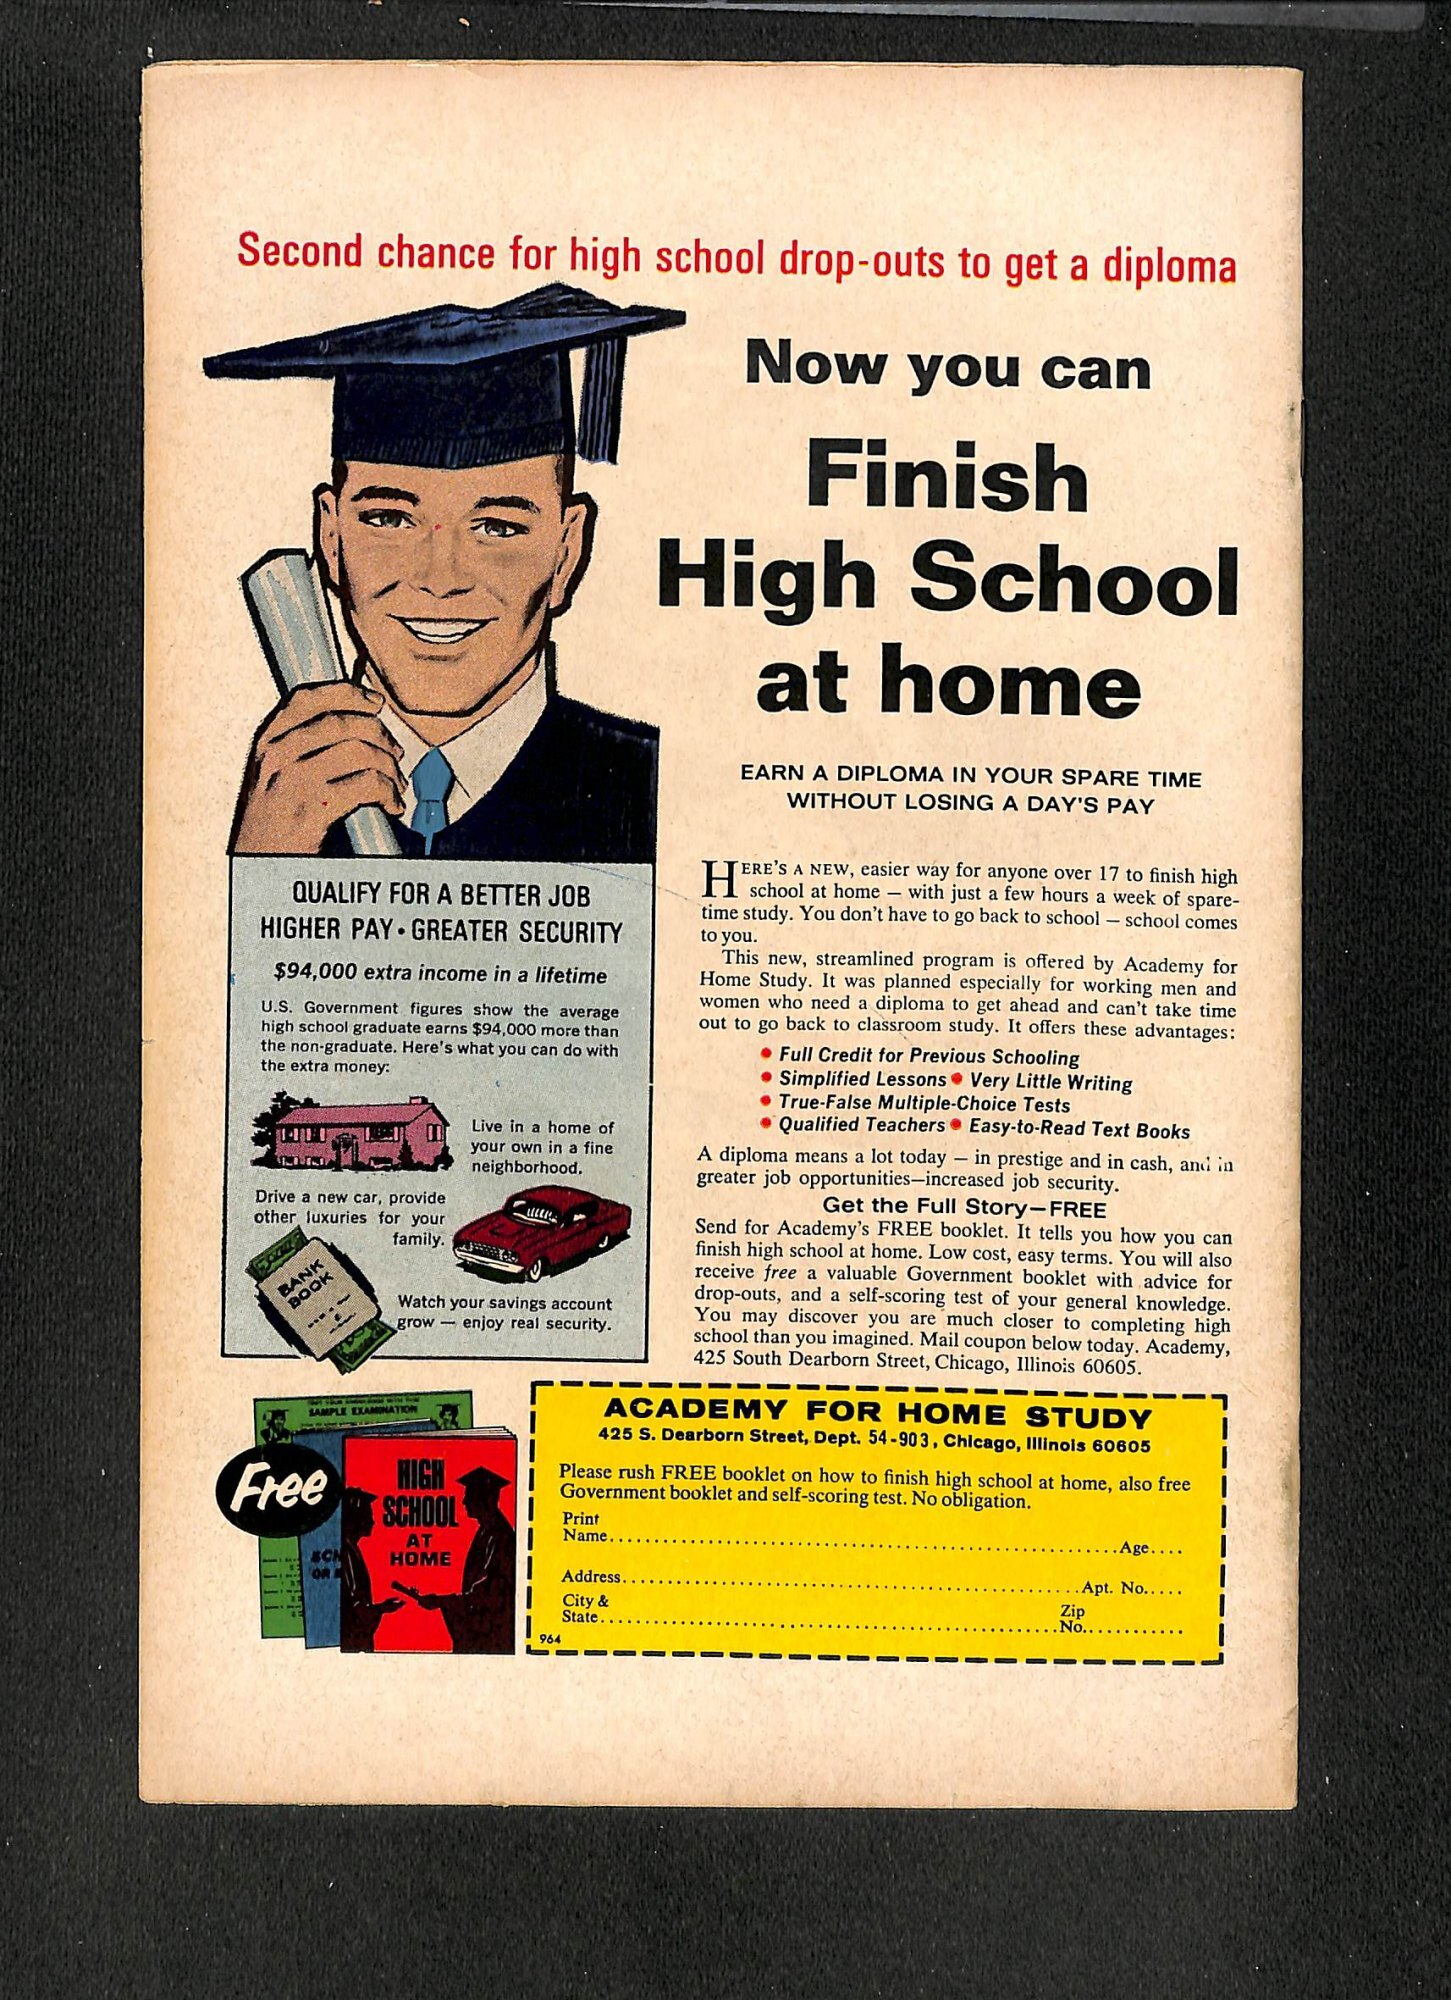 Second chance for high school drop-outs to get a diploma
Now you can
Finish
High School
at home
EARN A DIPLOMA IN YOUR SPARE TIME
WITHOUT LOSING A DAY'S PAY
HERE'S A NEW, easier way for anyone over 17 to finish high
school at home — with just a few hours a week of spare-
time study. You don't have to go back to school — school comes
to you.
This new, streamlined program is offered by Academy for
Home Study. It was planned especially for working men and
women who need a diploma to get ahead and can't take time
out to go back to classroom study. It offers these advantages:
• Full Credit for Previous Schooling
• Simplified Lessons • Very Little Writing
• True-False Multiple-Choice Tests
• Qualified Teachers • Easy-to-Read Text Books
A diploma means a lot today — in prestige and in cash, and in
greater job opportunities—increased job security.
Get the Full Story—FREE
Send for Academy's FREE booklet. It tells you how you can
finish high school at home. Low cost, easy terms. You will also
receive free a valuable Government booklet with advice for
drop-outs, and a self-scoring test of your general knowledge.
You may discover you are much closer to completing high
school than you imagined. Mail coupon below today. Academy,
425 South Dearborn Street, Chicago, Illinois 60605.
QUALIFY FOR A BETTER JOB
HIGHER PAY • GREATER SECURITY
$94,000 extra income in a lifetime
U.S. Government figures show the average
high school graduate earns $94,000 more than
the non-graduate. Here's what you can do with
the extra money:
Live in a home of
your own in a fine
neighborhood.
Drive a new car, provide
other luxuries for your
family.
BANK
BOOK
Watch your savings account
grow — enjoy real security.
SAMPLE EXAMINATION
Free
HIGH
SCHOOL
AT
HOME
ACADEMY FOR HOME STUDY
425 S. Dearborn Street, Dept. 54-903, Chicago, Illinois 60605
Please rush FREE booklet on how to finish high school at home, also free
Government booklet and self-scoring test. No obligation.
Print
Name.....Age....
Address.....Apt. No.....
City &
State.....Zip
No.....
964